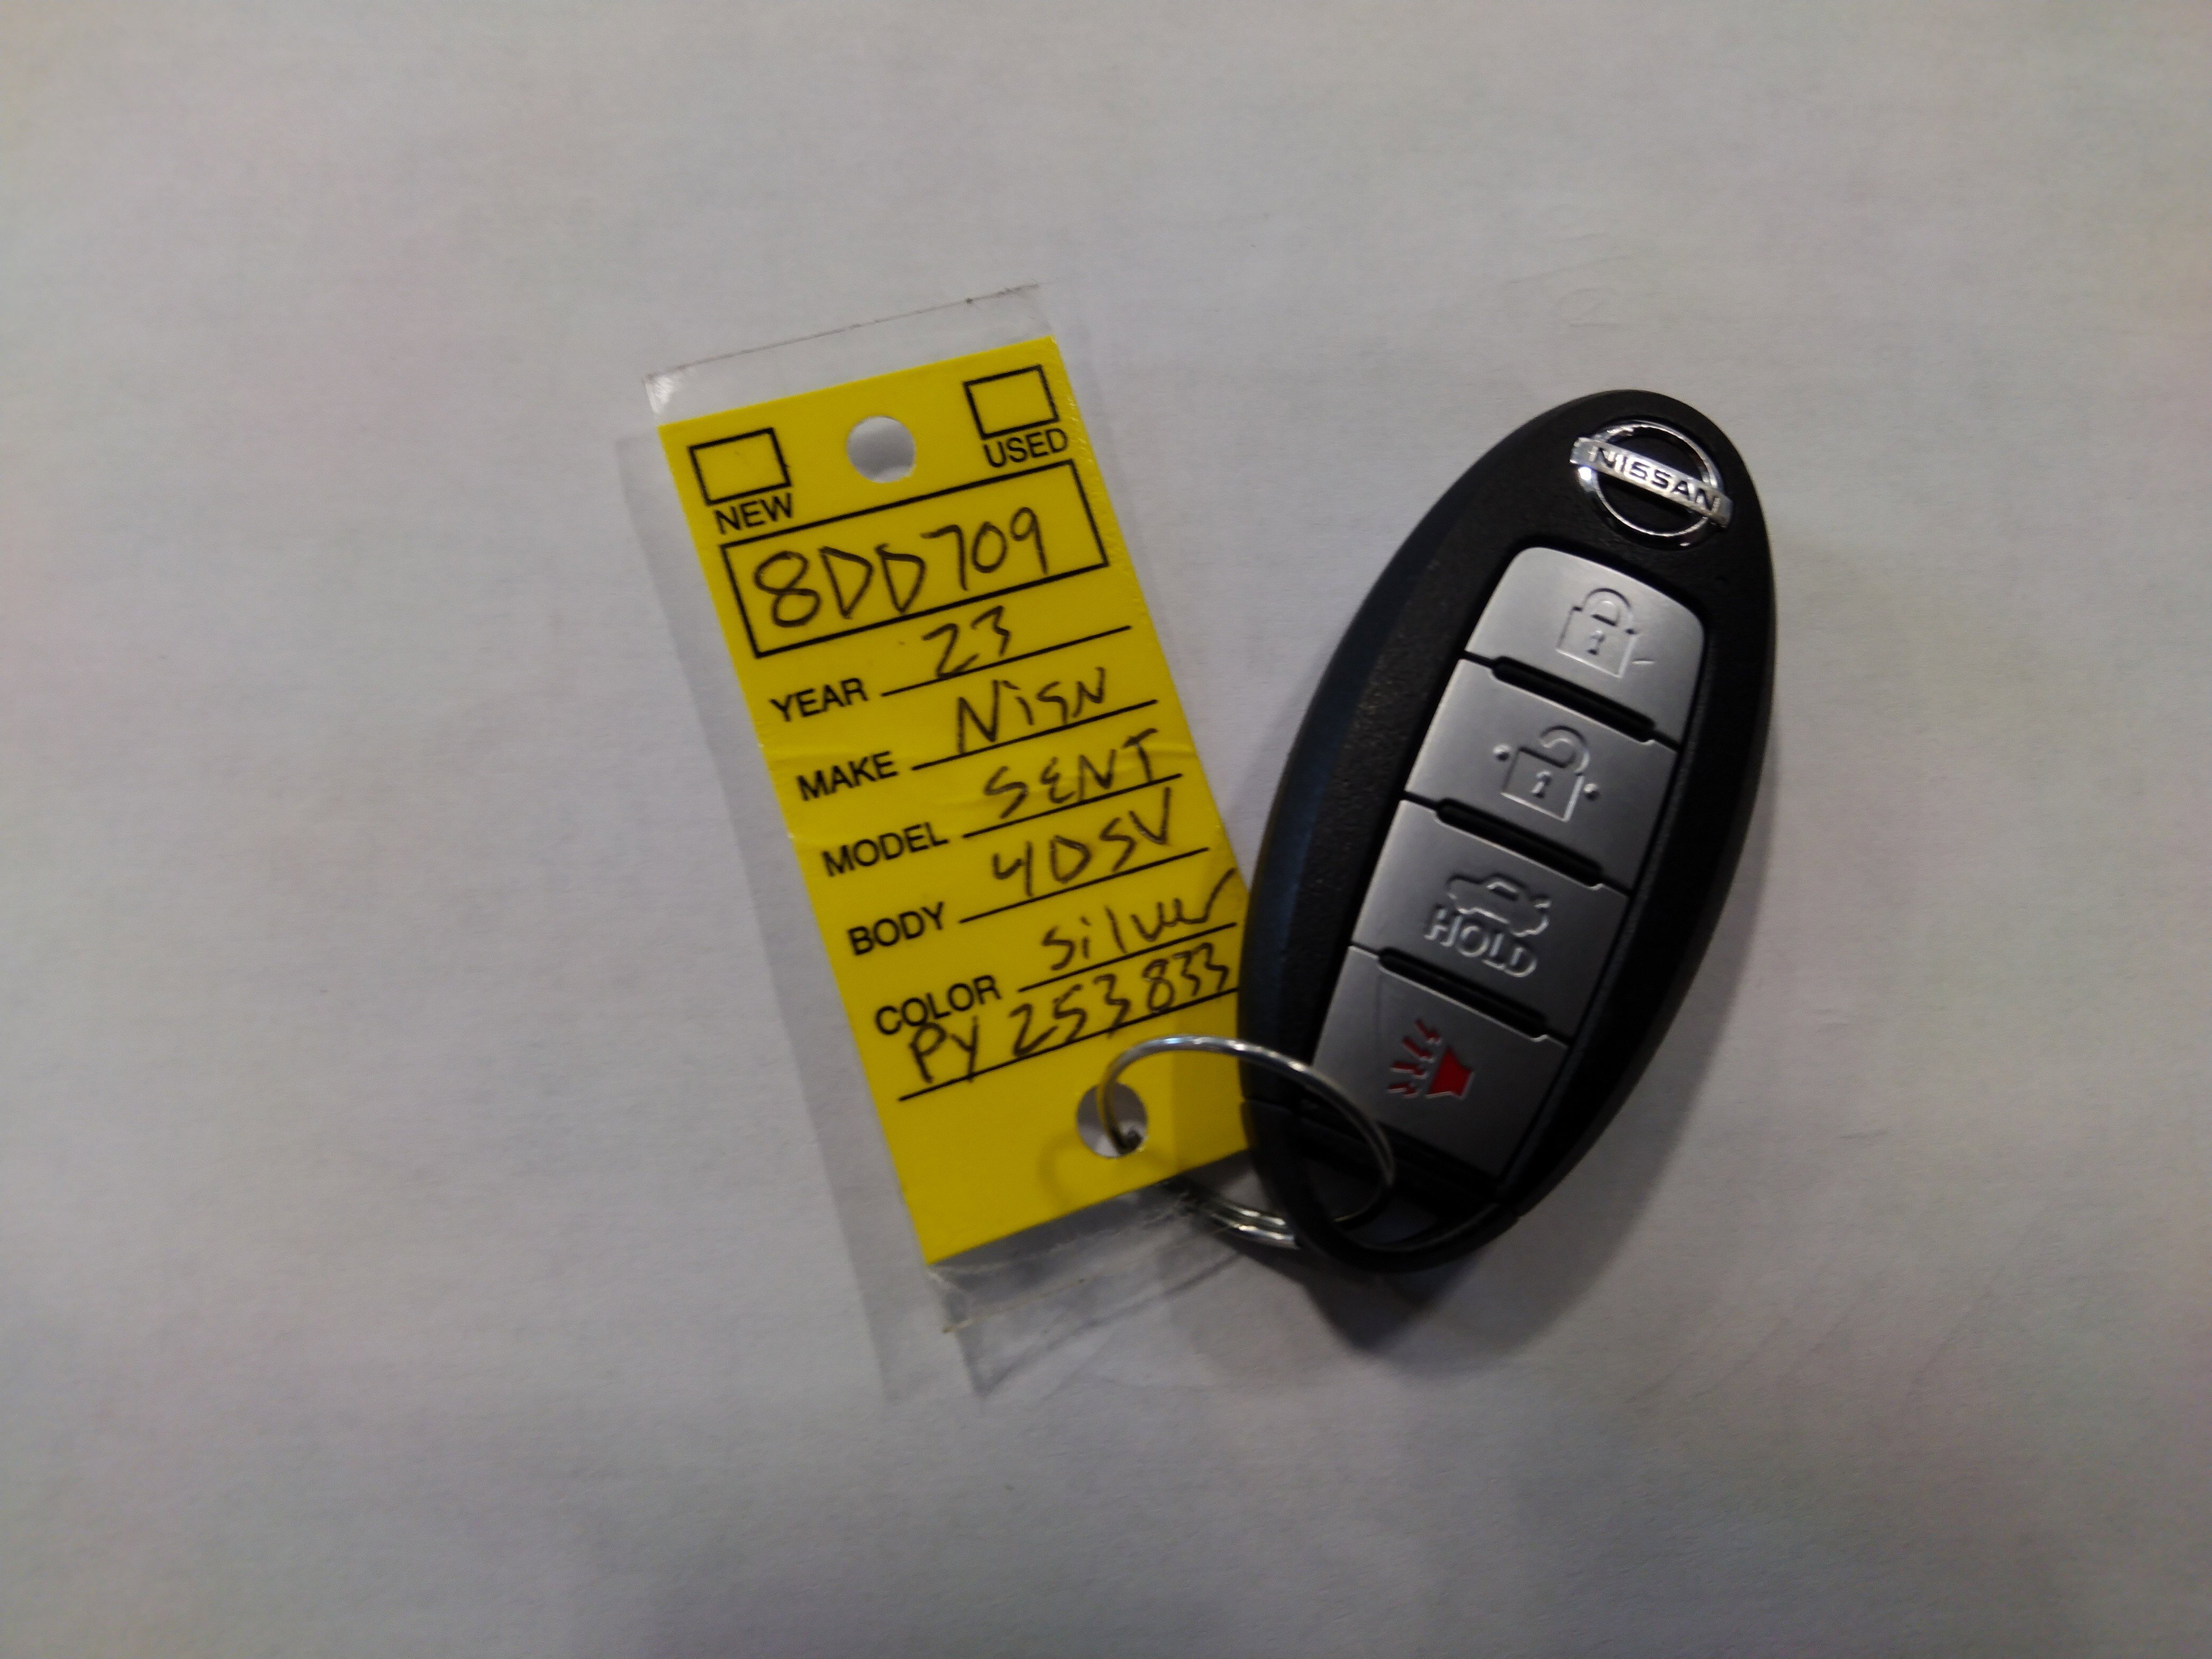 NEW USED
8DD709
YEAR 23
MAKE Nisn
MODEL SENT
BODY 4DSV
COLOR Silver
PY253833
NISSAN
HOLD